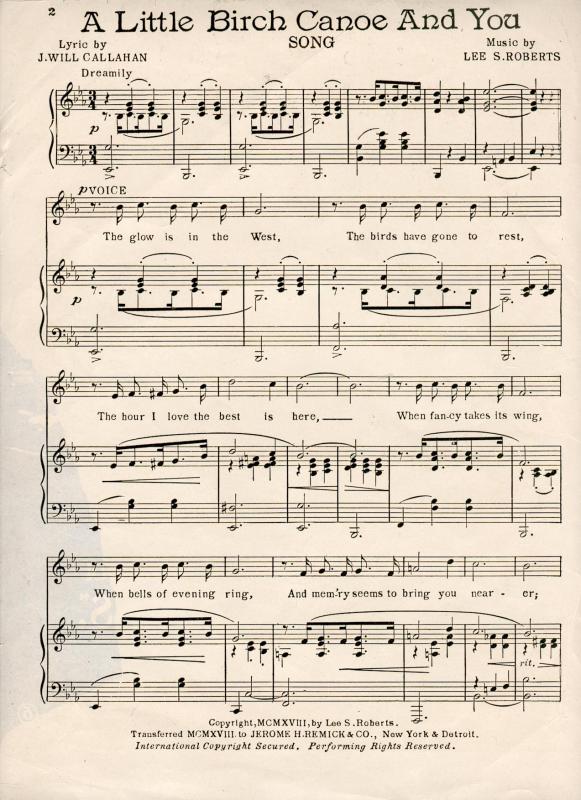 2
A Little Birch Canoe And You
SONG
Lyric by
J. WILL CALLAHAN
Music by
LEE S. ROBERTS
Dreamily
p
p VOICE
The glow is in the West, The birds have gone to rest,
p
The hour I love the best is here,____ When fan-cy takes its wing,
When bells of evening ring, And mem'ry seems to bring you near - er;
rit.
Copyright, MCMXVIII, by Lee S. Roberts.
Transferred MCMXVIII to JEROME H. REMICK & CO., New York & Detroit.
International Copyright Secured. Performing Rights Reserved.